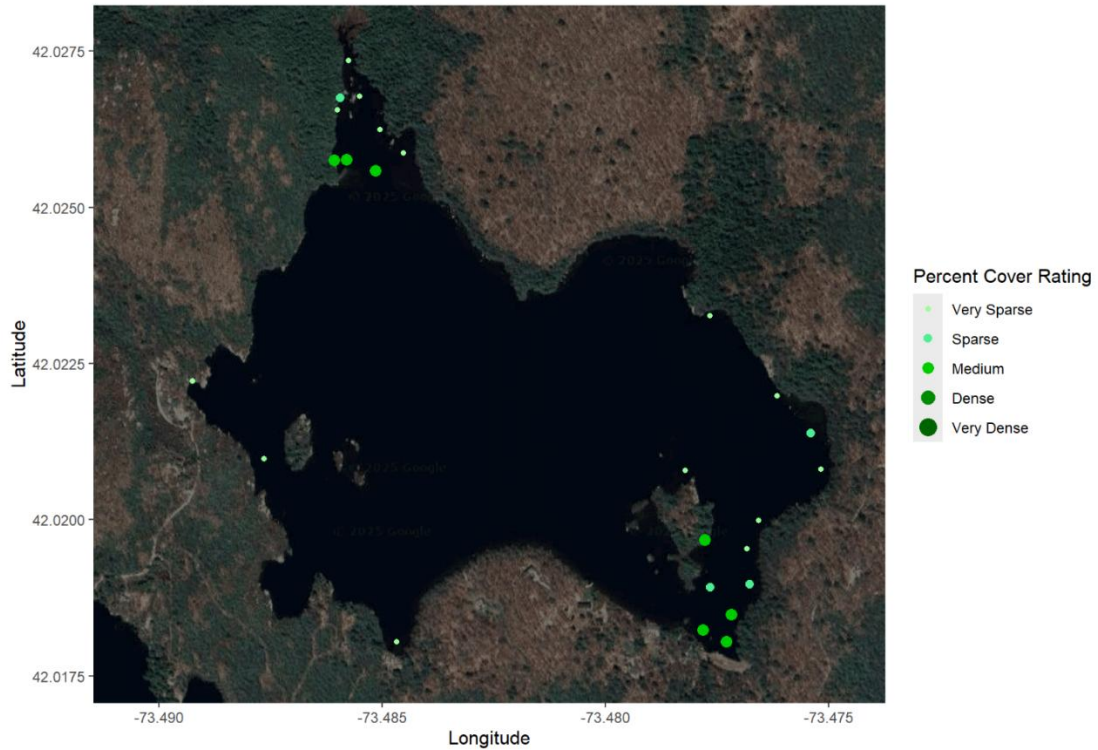 42.0275
42.0250
© 2025 Google
© 2025 Google
Percent Cover Rating
Very Sparse
Sparse
Medium
Dense
Very Dense
Latitude
42.0225
2025 Google
42.0200
© 2025 Google
42.0175
-73.490
-73.485
-73.480
-73.475
Longitude